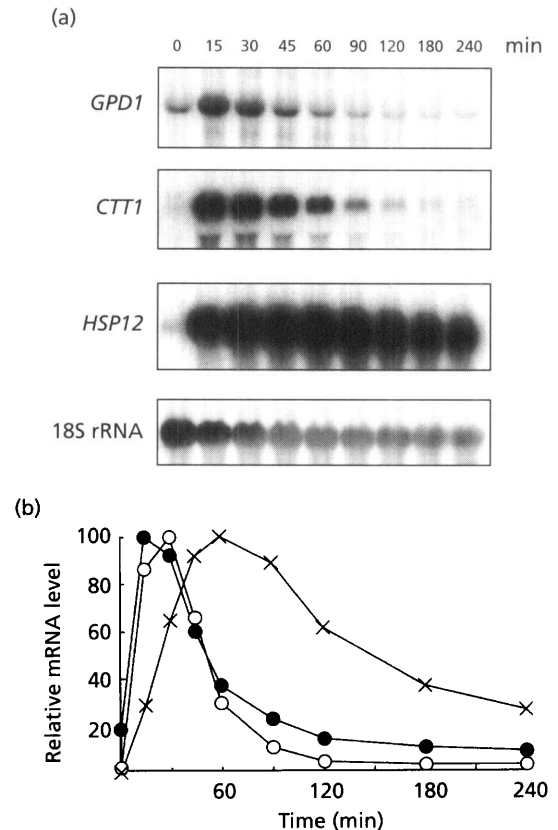 (a)
0 15 30 45 60 90 120 180 240 min
GPD1
CTT1
HSP12
18S rRNA
(b)
100
80
60
40
20
Relative mRNA level
60 120 180 240
Time (min)